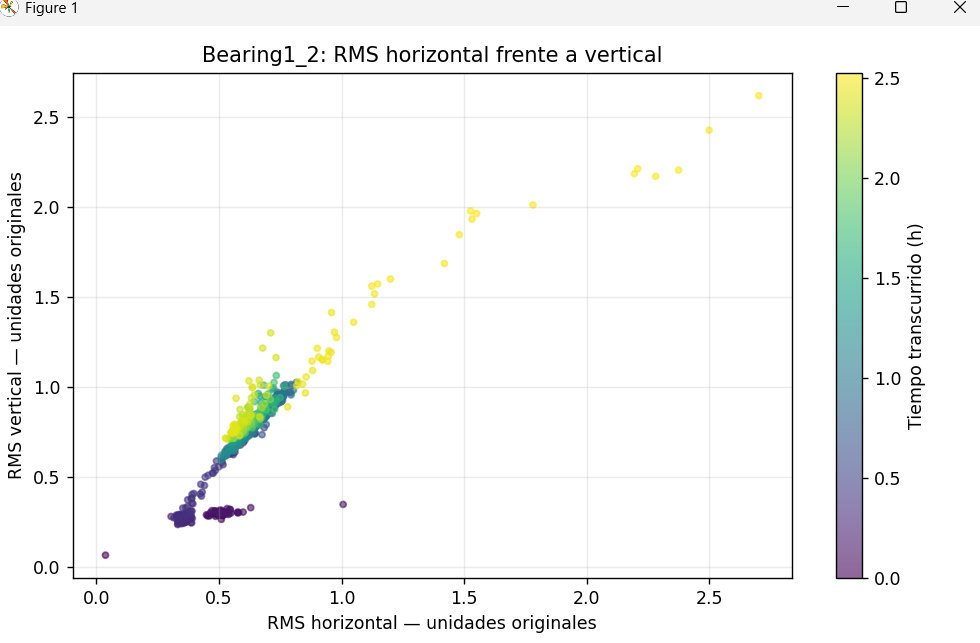 Figure 1
Bearing1_2: RMS horizontal frente a vertical
RMS vertical — unidades originales
2.5
2.0
1.5
1.0
0.5
0.0
0.0 0.5 1.0 1.5 2.0 2.5
RMS horizontal — unidades originales
2.5
2.0
1.5
1.0
0.5
0.0
Tiempo transcurrido (h)